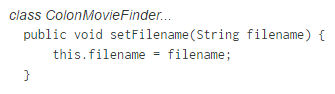 class ColonMovieFinder...
public void setFilename(String filename) {
this.filename = filename;
}